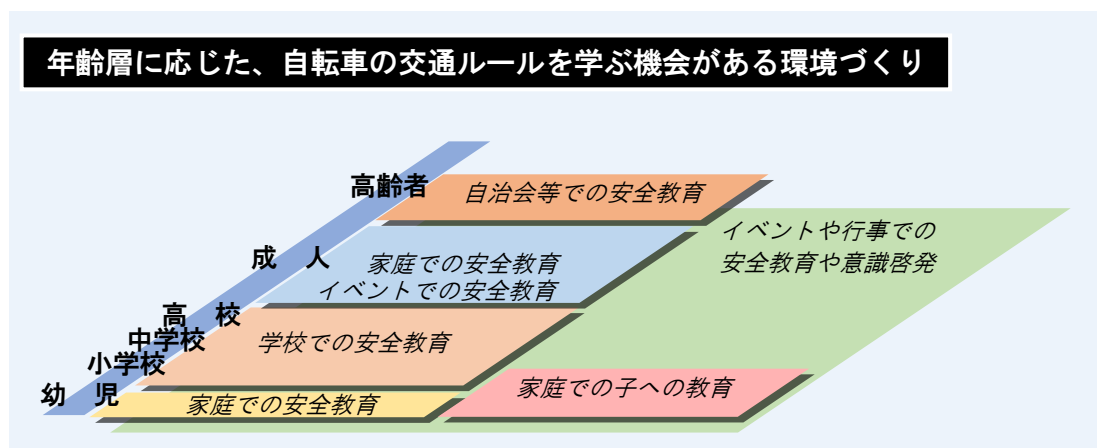 年齢層に応じた、自転車の交通ルールを学ぶ機会がある環境づくり
高齢者
自治会等での安全教育
イベントや行事での
安全教育や意識啓発
成　人
家庭での安全教育
イベントでの安全教育
高　校
中学校
学校での安全教育
小学校
家庭での子への教育
幼　児
家庭での安全教育